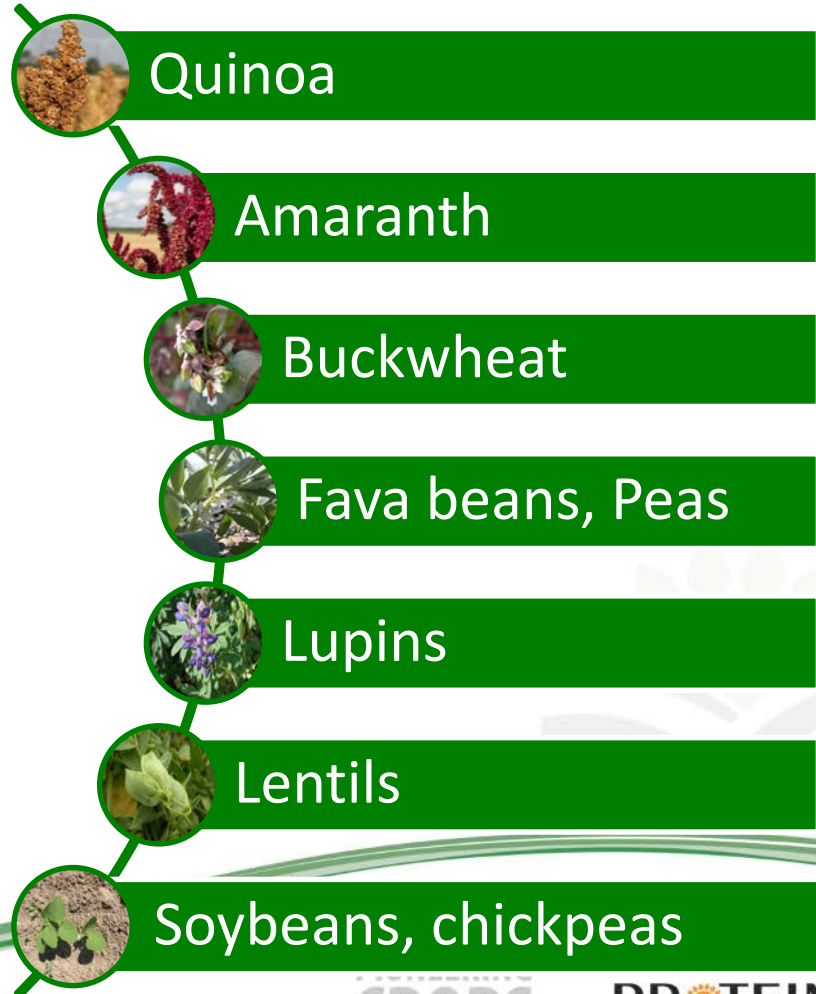 Quinoa
Amaranth
Buckwheat
Fava beans, Peas
Lupins
Lentils
Soybeans, chickpeas